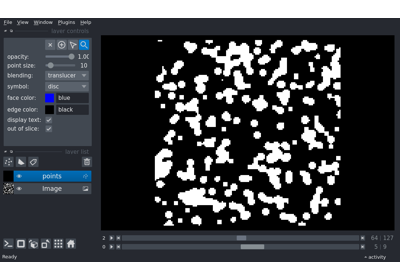 File View Window Plugins Help
layer controls
opacity: 1.00
point size: 10
blending: translucer
symbol: disc
face color: blue
edge color: black
display text:
out of slice:
layer list
points
Image
2 64 127
0 5 9
Ready activity